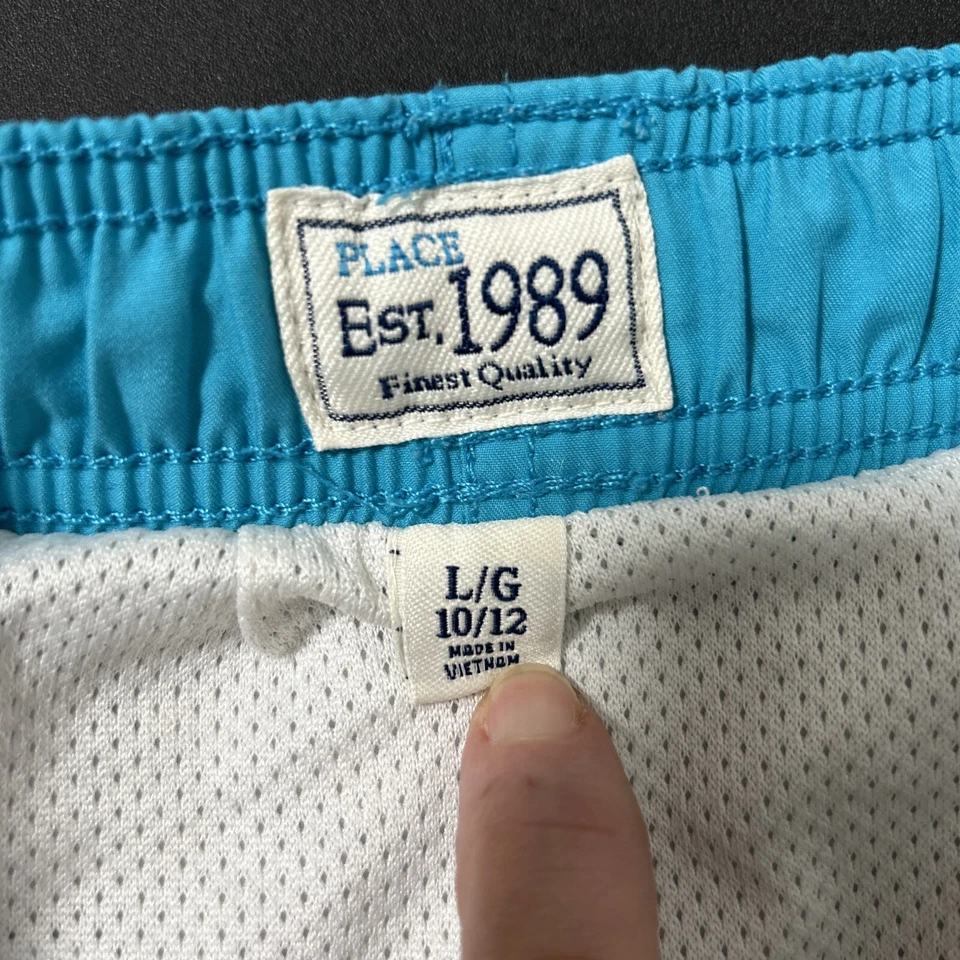 PLACE
EST. 1989
Finest Quality
L/G
10/12
MADE IN
VIETNAM